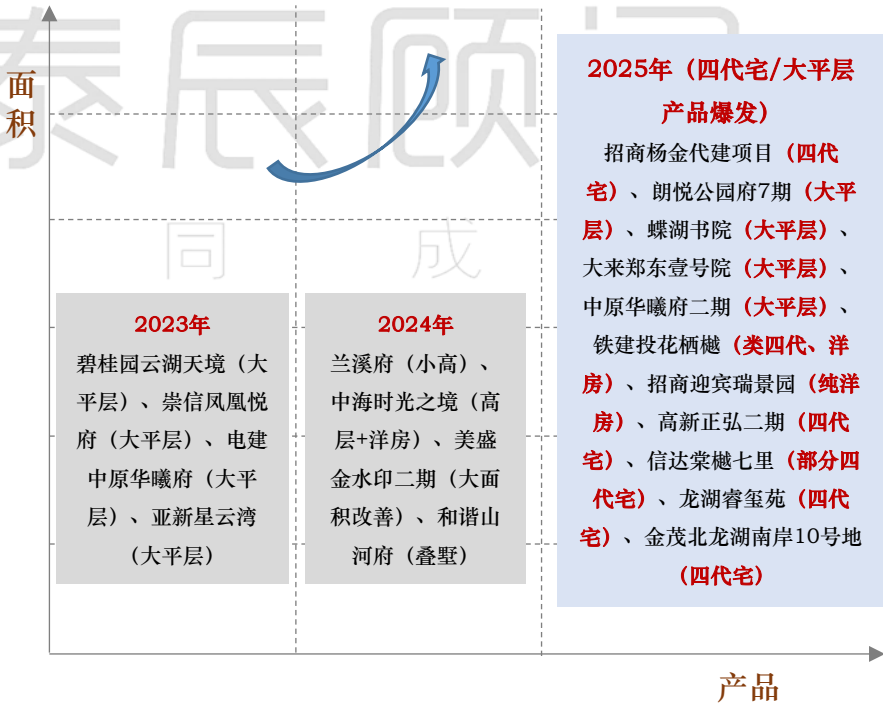 泰辰顾问
同成
面
积
2023年
碧桂园云湖天境（大
平层）、崇信凤凰悦
府（大平层）、电建
中原华曦府（大平
层）、亚新星云湾
（大平层）
2024年
兰溪府（小高）、
中海时光之境（高
层+洋房）、美盛
金水印二期（大面
积改善）、和谐山
河府（叠墅）
2025年（四代宅/大平层
产品爆发）
招商杨金代建项目（四代
宅）、朗悦公园府7期（大平
层）、蝶湖书院（大平层）、
大来郑东壹号院（大平层）、
中原华曦府二期（大平层）、
铁建投花栖樾（类四代、洋
房）、招商迎宾瑞景园（纯洋
房）、高新正弘二期（四代
宅）、信达棠樾七里（部分四
代宅）、龙湖睿玺苑（四代
宅）、金茂北龙湖南岸10号地
（四代宅）
产品